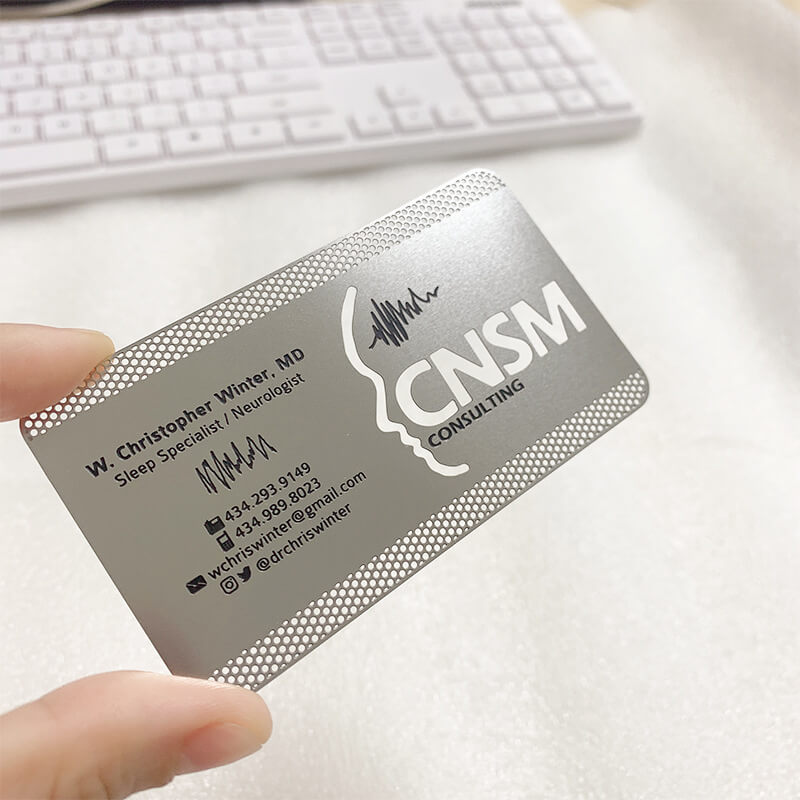 W. Christopher Winter, MD
Sleep Specialist / Neurologist
434.293.9149
434.989.8023
wchriswinter@gmail.com
@drchriswinter
CNSM
CONSULTING